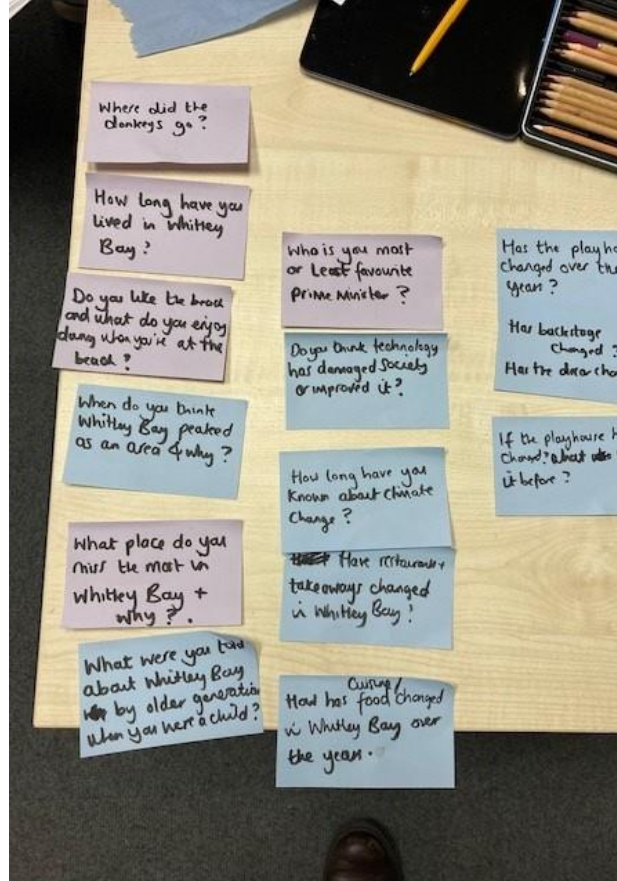 Where did the
donkeys go?
How long have you
lived in Whitley
Bay?
Do you like the beach
and what do you enjoy
doing when you're at the
beach?
When do you think
Whitley Bay peaked
as an area & why?
What place do you
miss the most in
Whitley Bay +
why?.
What were you told
about Whitley Bay
by older generation
when you were a child?
Who is you most
or Least favourite
Prime Minister?
Do you think technology
has damaged Society
or improved it?
How long have you
Known about climate
Change?
Have restaurants +
takeaways changed
in Whitley Bay?
Cuisine/
How has food changed
in Whitley Bay over
the years.
Has the playho
changed over the
years?
Has backstage
changed?
Has the decor cha
If the playhouse h
changed? what was
it before?